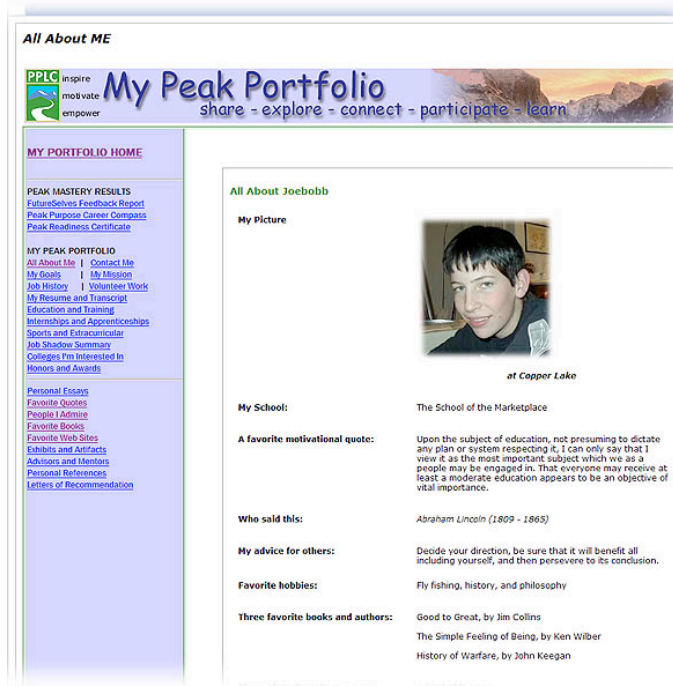 All About ME
PPLC inspire
motivate
empower
My Peak Portfolio
share - explore - connect - participate - learn
MY PORTFOLIO HOME
PEAK MASTERY RESULTS
FutureSelves Feedback Report
Peak Purpose Career Compass
Peak Readiness Certificate
MY PEAK PORTFOLIO
All About Me | Contact Me
My Goals | My Mission
Job History | Volunteer Work
My Resume and Transcript
Education and Training
Internships and Apprenticeships
Sports and Extracurricular
Job Shadow Summary
Colleges I'm Interested In
Honors and Awards
Personal Essays
Favorite Quotes
People I Admire
Favorite Books
Favorite Web Sites
Exhibits and Artifacts
Advisors and Mentors
Personal References
Letters of Recommendation
All About Joebobb
My Picture
at Copper Lake
My School: The School of the Marketplace
A favorite motivational quote: Upon the subject of education, not presuming to dictate
any plan or system respecting it, I can only say that I
view it as the most important subject which we as a
people may be engaged in. That everyone may receive at
least a moderate education appears to be an objective of
vital importance.
Who said this: Abraham Lincoln (1809 - 1865)
My advice for others: Decide your direction, be sure that it will benefit all
including yourself, and then persevere to its conclusion.
Favorite hobbies: Fly fishing, history, and philosophy
Three favorite books and authors: Good to Great, by Jim Collins
The Simple Feeling of Being, by Ken Wilber
History of Warfare, by John Keegan